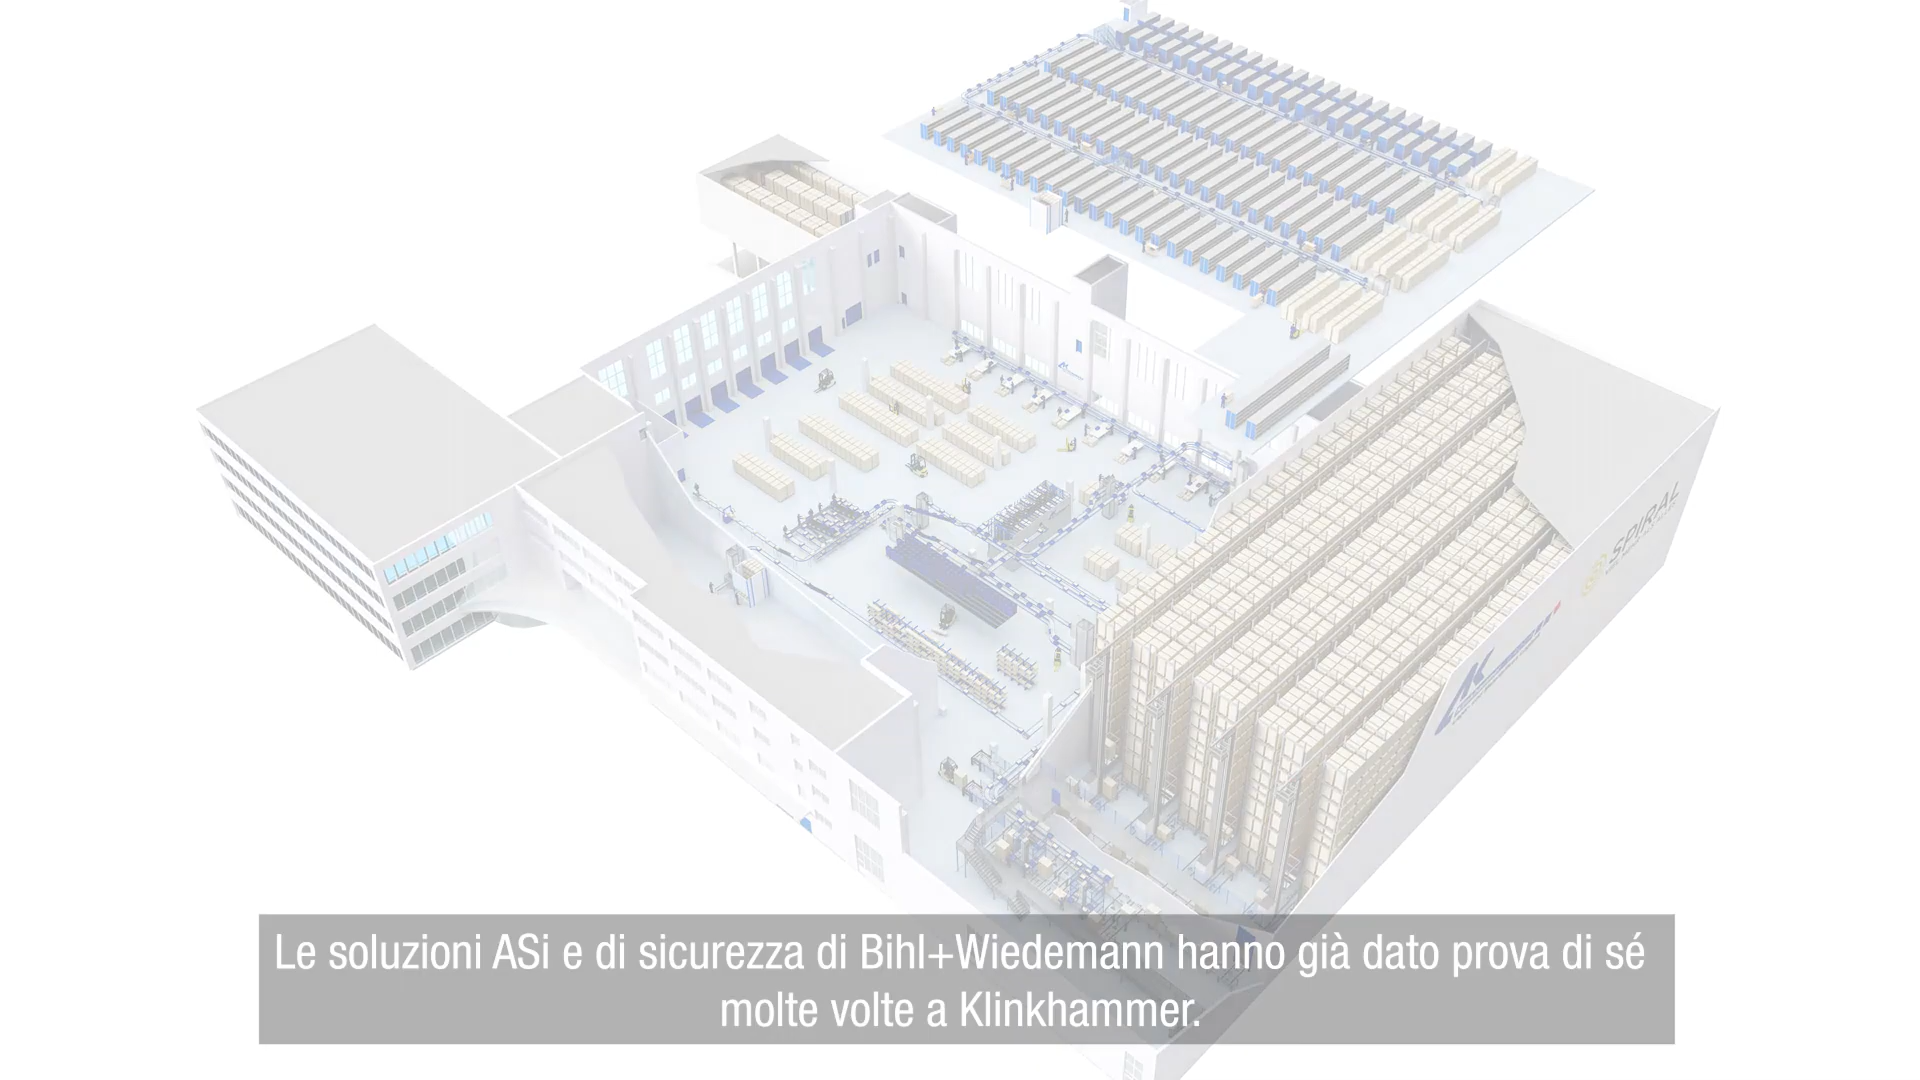 SPIRAL
Le soluzioni ASi e di sicurezza di Bihl+Wiedemann hanno già dato prova di sé
molte volte a Klinkhammer.